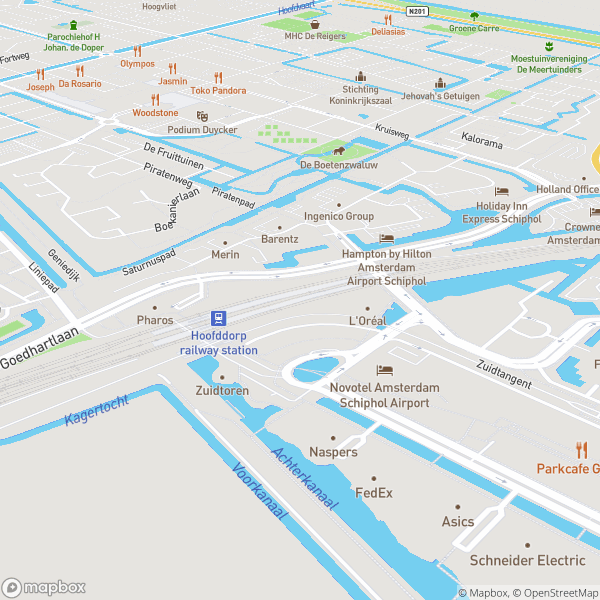 Hoogvliet
Hoofdvaart
N201
Parochiehof H
Johan. de Doper
MHC De Reigers
Deliasias
Groene Carre
Fortweg
Olympos
Moestuinvereniging
De Meertuinders
Joseph
Da Rosario
Jasmin
Toko Pandora
Stichting
Koninkrijkszaal
Jehovah's Getuigen
Woodstone
Podium Duycker
Kruisweg
Kalorama
De Fruittuinen
De Boetenzwaluw
Piratenweg
Piratenpad
Holland Office
Boekanierlaan
Ingenico Group
Holiday Inn
Express Schiphol
Crowne
Amsterdam
Barentz
Merin
Hampton by Hilton
Amsterdam
Airport Schiphol
Geniedijk
Liniepad
Saturnuspad
Pharos
L'Oréal
Hoofddorp
railway station
Goedhartlaan
Zuidtangent
F
Zuidtoren
Novotel Amsterdam
Schiphol Airport
Kagertocht
Naspers
Achterkanaal
Voorkanaal
Parkcafe G
FedEx
Asics
Schneider Electric
mapbox
© Mapbox, © OpenStreetMap